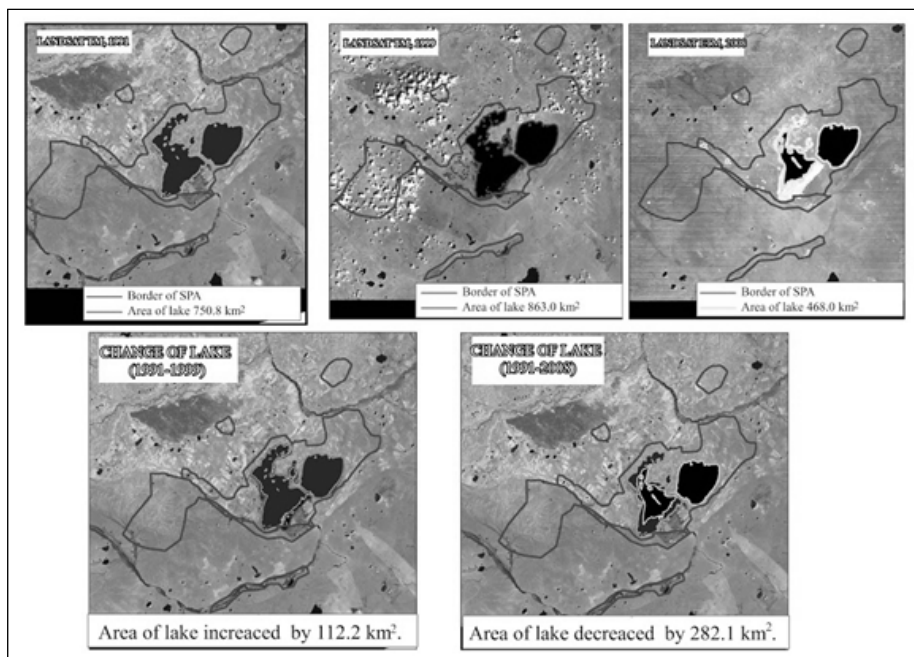 LANDSAT TM, 1991
Border of SPA
Area of lake 750.8 km²
LANDSAT TM, 1999
Border of SPA
Area of lake 863.0 km²
LANDSAT ETM, 2008
Border of SPA
Area of lake 468.0 km²
CHANGE OF LAKE
(1991-1999)
Area of lake increaced by 112.2 km².
CHANGE OF LAKE
(1991-2008)
Area of lake decreaced by 282.1 km².